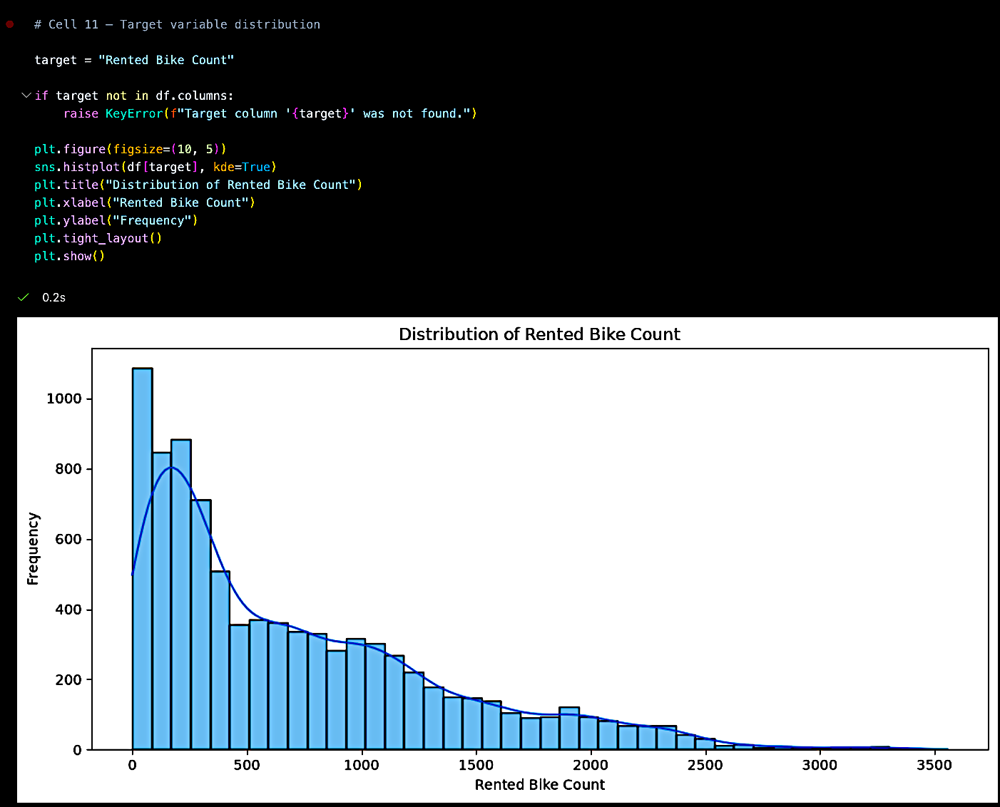 # Cell 11 — Target variable distribution
target = "Rented Bike Count"
if target not in df.columns:
    raise KeyError(f"Target column '{target}' was not found.")
plt.figure(figsize=(10, 5))
sns.histplot(df[target], kde=True)
plt.title("Distribution of Rented Bike Count")
plt.xlabel("Rented Bike Count")
plt.ylabel("Frequency")
plt.tight_layout()
plt.show()
0.2s
Distribution of Rented Bike Count
Frequency
1000
800
600
400
200
0
0 500 1000 1500 2000 2500 3000 3500
Rented Bike Count